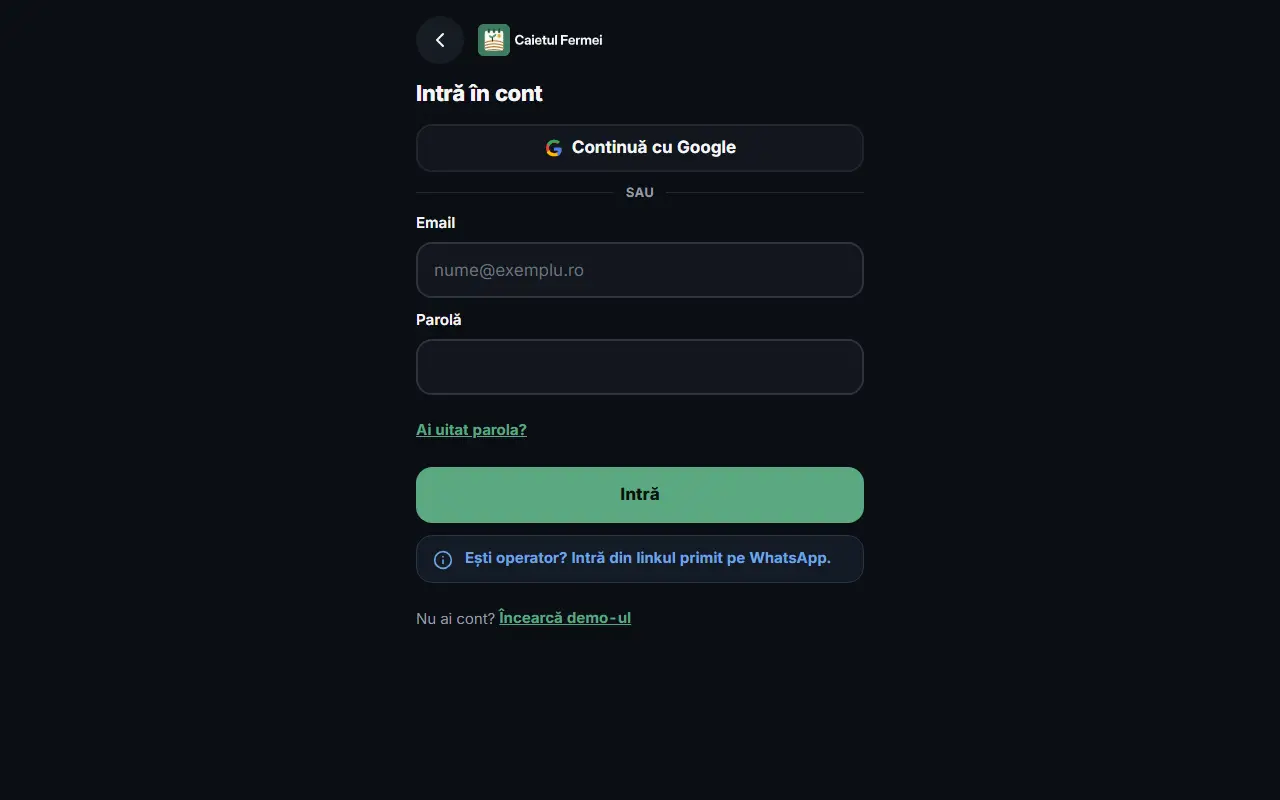 Caietul Fermei
Intră în cont
Continuă cu Google
SAU
Email
nume@exemplu.ro
Parolă
Ai uitat parola?
Intră
Ești operator? Intră din linkul primit pe WhatsApp.
Nu ai cont? Încearcă demo-ul